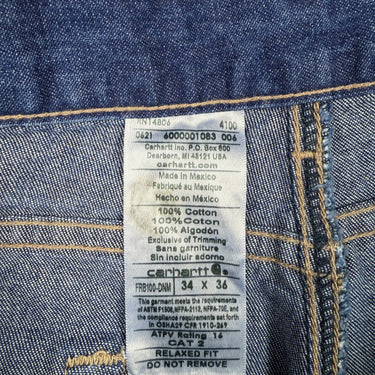 RN14806 4100
0621 6000001083 006
Carhartt Inc. P.O. Box 600
Dearborn, MI 48121 USA
carhartt.com
Made in Mexico
Fabriqué au Mexique
Hecho en México
100% Cotton
100% Cotton
100% Algodón
Exclusive of Trimming
Sans garniture
Sin incluir adorno
carhartt
FRB100-DNM 34 X 36
This garment meets the requirements
of ASTM F1506, NFPA-2112, NFPA-70E, and
the compliance requirements set forth
in OSHA29 CFR 1910-269
ATPV Rating 16
CAT 2
RELAXED FIT
DO NOT REMOVE